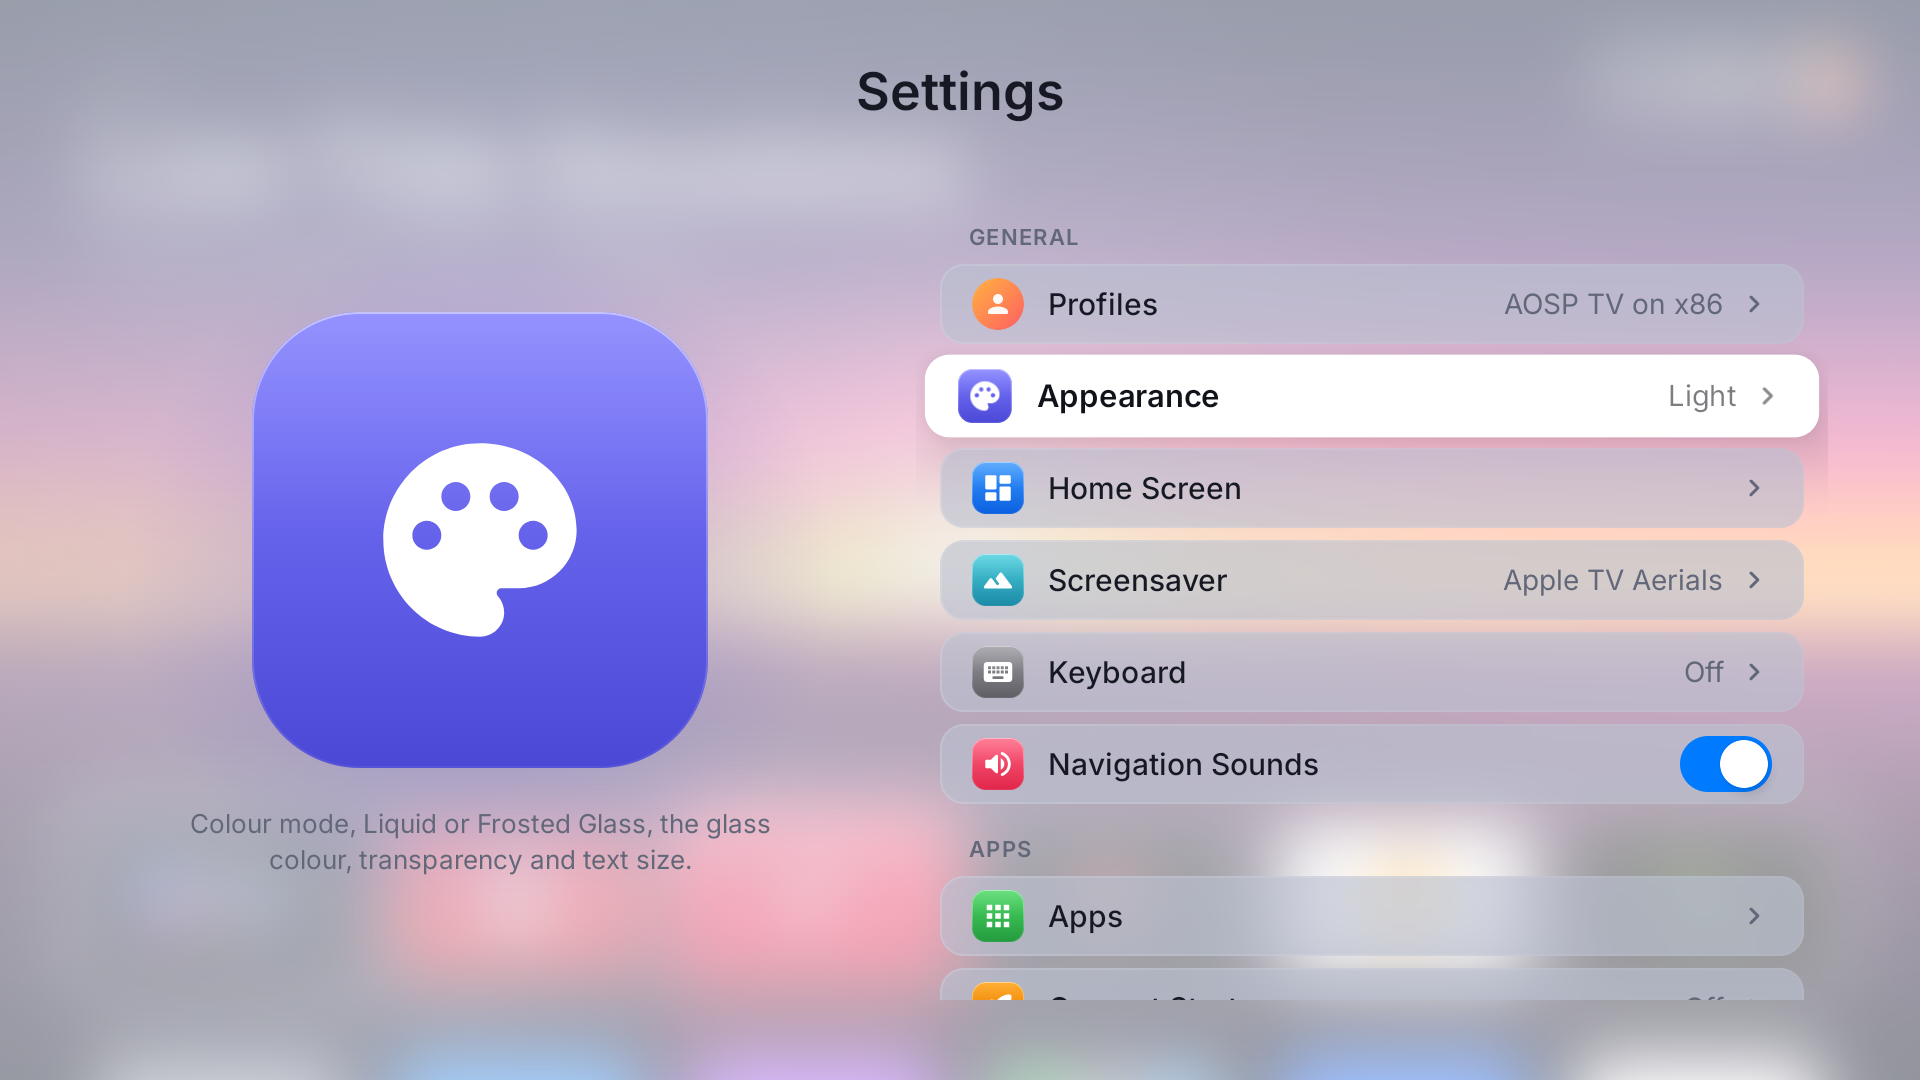 Settings
GENERAL
Profiles AOSP TV on x86
Appearance Light
Home Screen
Screensaver Apple TV Aerials
Keyboard Off
Navigation Sounds
Colour mode, Liquid or Frosted Glass, the glass
colour, transparency and text size.
APPS
Apps